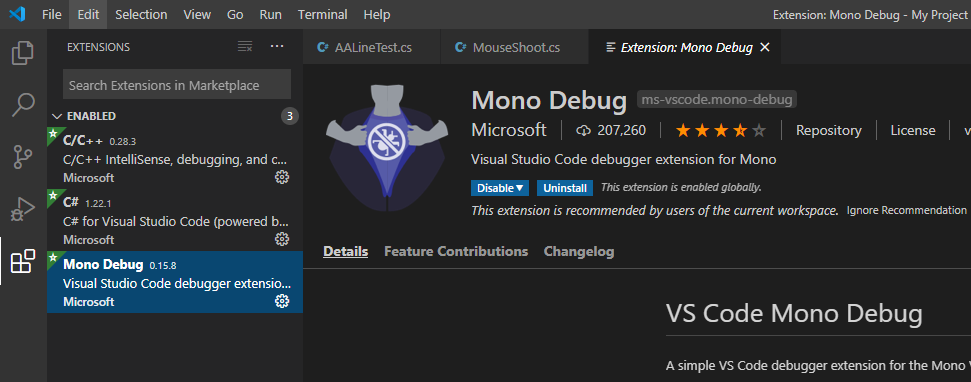 File Edit Selection View Go Run Terminal Help Extension: Mono Debug - My Project
EXTENSIONS
AALineTest.cs MouseShoot.cs Extension: Mono Debug
Search Extensions in Marketplace
ENABLED 3
C/C++ 0.28.3
C/C++ IntelliSense, debugging, and c...
Microsoft
C# 1.22.1
C# for Visual Studio Code (powered b...
Microsoft
Mono Debug 0.15.8
Visual Studio Code debugger extensio...
Microsoft
Mono Debug ms-vscode.mono-debug
Microsoft 207,260 Repository License v
Visual Studio Code debugger extension for Mono
Disable Uninstall This extension is enabled globally.
This extension is recommended by users of the current workspace. Ignore Recommendation
Details Feature Contributions Changelog
VS Code Mono Debug
A simple VS Code debugger extension for the Mono V